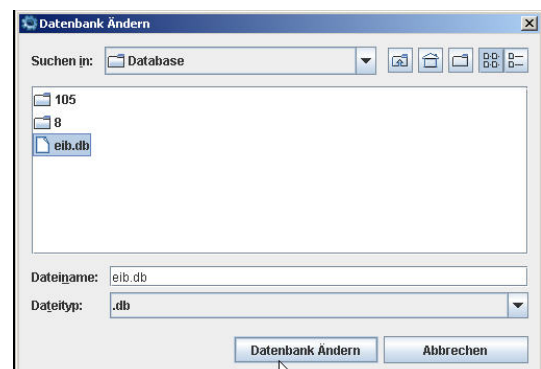 Datenbank Ändern
Suchen in: Database
105
8
eib.db
Dateiname: eib.db
Dateityp: .db
Datenbank Ändern Abbrechen